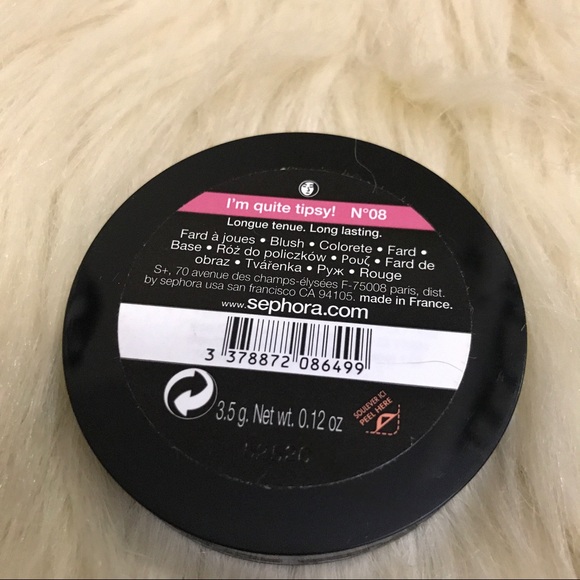 I'm quite tipsy! N°08
Longue tenue. Long lasting.
Fard à joues • Blush • Colorete • Fard •
Base • Róż do policzków • Ρουζ • Fard de
obraz • Tvářenka • Руж • Rouge
S+, 70 avenue des champs-élysées F-75008 paris, dist.
by sephora usa san francisco CA 94105. made in France.
www.sephora.com
3 378872 086499
3.5 g. Net wt. 0.12 oz
SOULEVER ICI
PEEL HERE